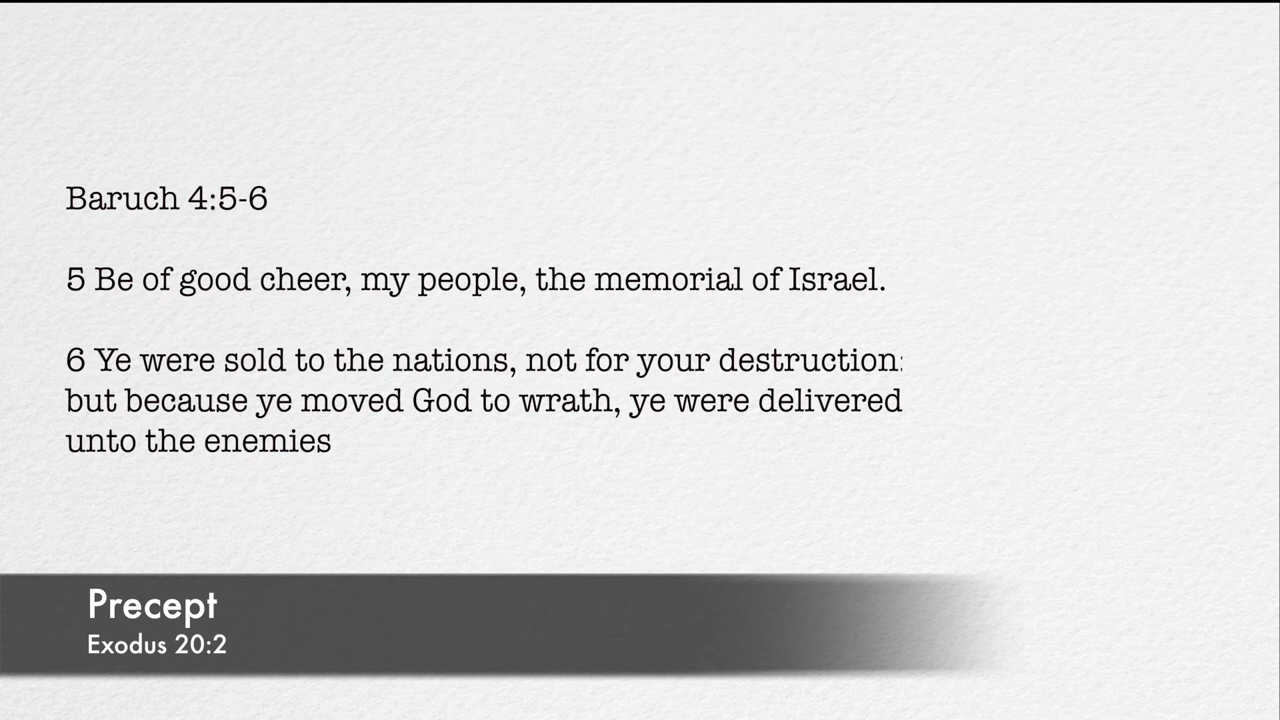 Baruch 4:5-6
5 Be of good cheer, my people, the memorial of Israel.
6 Ye were sold to the nations, not for your destruction:
but because ye moved God to wrath, ye were delivered
unto the enemies
Precept
Exodus 20:2